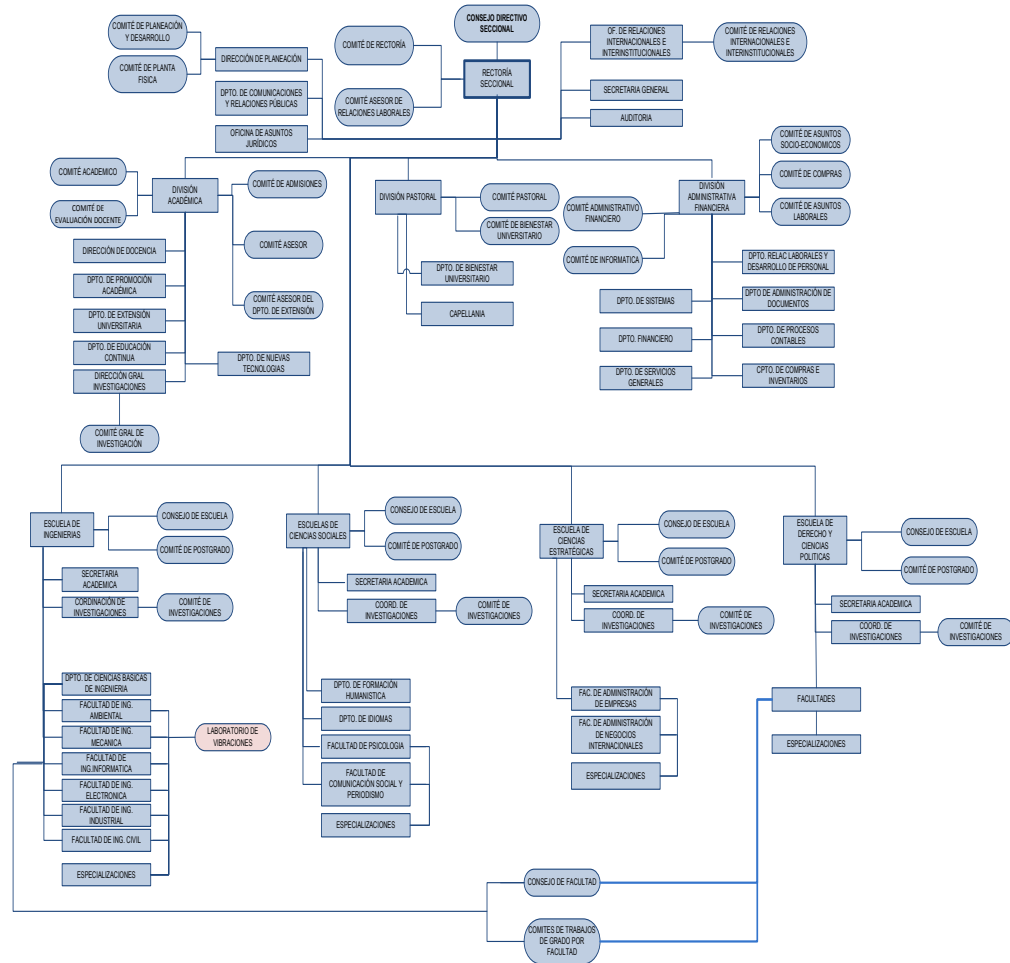 COMITÉ DE PLANEACIÓN
Y DESARROLLO
CONSEJO DIRECTIVO
SECCIONAL
OF. DE RELACIONES
INTERNACIONALES E
INTERINSTITUCIONALES
COMITÉ DE RELACIONES
INTERNACIONALES E
INTERINSTITUCIONALES
COMITÉ DE RECTORÍA
DIRECCIÓN DE PLANEACIÓN
COMITÉ DE PLANTA
FISICA
RECTORÍA
SECCIONAL
DPTO. DE COMUNICACIONES
Y RELACIONES PÚBLICAS
COMITÉ ASESOR DE
RELACIONES LABORALES
SECRETARIA GENERAL
AUDITORIA
OFICINA DE ASUNTOS
JURÍDICOS
COMITÉ DE ASUNTOS
SOCIO-ECONOMICOS
COMITÉ ACADEMICO
DIVISIÓN
ACADÉMICA
COMITÉ DE ADMISIONES
DIVISIÓN PASTORAL
COMITÉ PASTORAL
DIVISIÓN
ADMINISTRATIVA
FINANCIERA
COMITÉ DE COMPRAS
COMITÉ DE
EVALUACIÓN DOCENTE
COMITÉ ADMINISTRATIVO
FINANCIERO
COMITÉ DE ASUNTOS
LABORALES
COMITÉ DE BIENESTAR
UNIVERSITARIO
DIRECCIÓN DE DOCENCIA
COMITÉ ASESOR
COMITÉ DE INFORMATICA
DPTO. RELAC LABORALES Y
DESARROLLO DE PERSONAL
DPTO. DE BIENESTAR
UNIVERSITARIO
DPTO. DE PROMOCIÓN
ACADÉMICA
COMITÉ ASESOR DEL
DPTO. DE EXTENSIÓN
DPTO. DE SISTEMAS
DPTO DE ADMINISTRACIÓN DE
DOCUMENTOS
CAPELLANIA
DPTO. DE EXTENSIÓN
UNIVERSITARIA
DPTO. FINANCIERO
DPTO. DE PROCESOS
CONTABLES
DPTO. DE EDUCACIÓN
CONTINUA
DPTO. DE NUEVAS
TECNOLOGIAS
DIRECCIÓN GRAL
INVESTIGACIONES
DPTO. DE SERVICIOS
GENERALES
CPTO. DE COMPRAS E
INVENTARIOS
COMITÉ GRAL DE
INVESTIGACIÓN
ESCUELA DE
INGENIERIAS
CONSEJO DE ESCUELA
COMITÉ DE POSTGRADO
ESCUELAS DE
CIENCIAS SOCIALES
CONSEJO DE ESCUELA
COMITÉ DE POSTGRADO
ESCUELA DE
CIENCIAS
ESTRATÉGICAS
CONSEJO DE ESCUELA
COMITÉ DE POSTGRADO
ESCUELA DE
DERECHO Y
CIENCIAS
POLITICAS
CONSEJO DE ESCUELA
COMITÉ DE POSTGRADO
SECRETARIA
ACADEMICA
CORDINACIÓN DE
INVESTIGACIONES
COMITÉ DE
INVESTIGACIONES
SECRETARIA ACADEMICA
COORD. DE
INVESTIGACIONES
COMITÉ DE
INVESTIGACIONES
SECRETARIA ACADEMICA
COORD. DE
INVESTIGACIONES
COMITÉ DE
INVESTIGACIONES
SECRETARIA ACADEMICA
COORD. DE
INVESTIGACIONES
COMITÉ DE
INVESTIGACIONES
DPTO. DE CIENCIAS BASICAS
DE INGENIERIA
FACULTAD DE ING.
AMBIENTAL
FACULTAD DE ING.
MECANICA
LABORATORIO DE
VIBRACIONES
FACULTAD DE
ING.INFORMATICA
FACULTAD DE ING.
ELECTRONICA
FACULTAD DE ING.
INDUSTRIAL
FACULTAD DE ING. CIVIL
ESPECIALIZACIONES
DPTO. DE FORMACIÓN
HUMANISTICA
DPTO. DE IDIOMAS
FACULTAD DE PSICOLOGIA
FACULTAD DE
COMUNICACIÓN SOCIAL Y
PERIODISMO
ESPECIALIZACIONES
FAC. DE ADMINISTRACIÓN
DE EMPRESAS
FAC. DE ADMINISTRACIÓN
DE NEGOCIOS
INTERNACIONALES
ESPECIALIZACIONES
FACULTADES
ESPECIALIZACIONES
CONSEJO DE FACULTAD
COMITES DE TRABAJOS
DE GRADO POR
FACULTAD